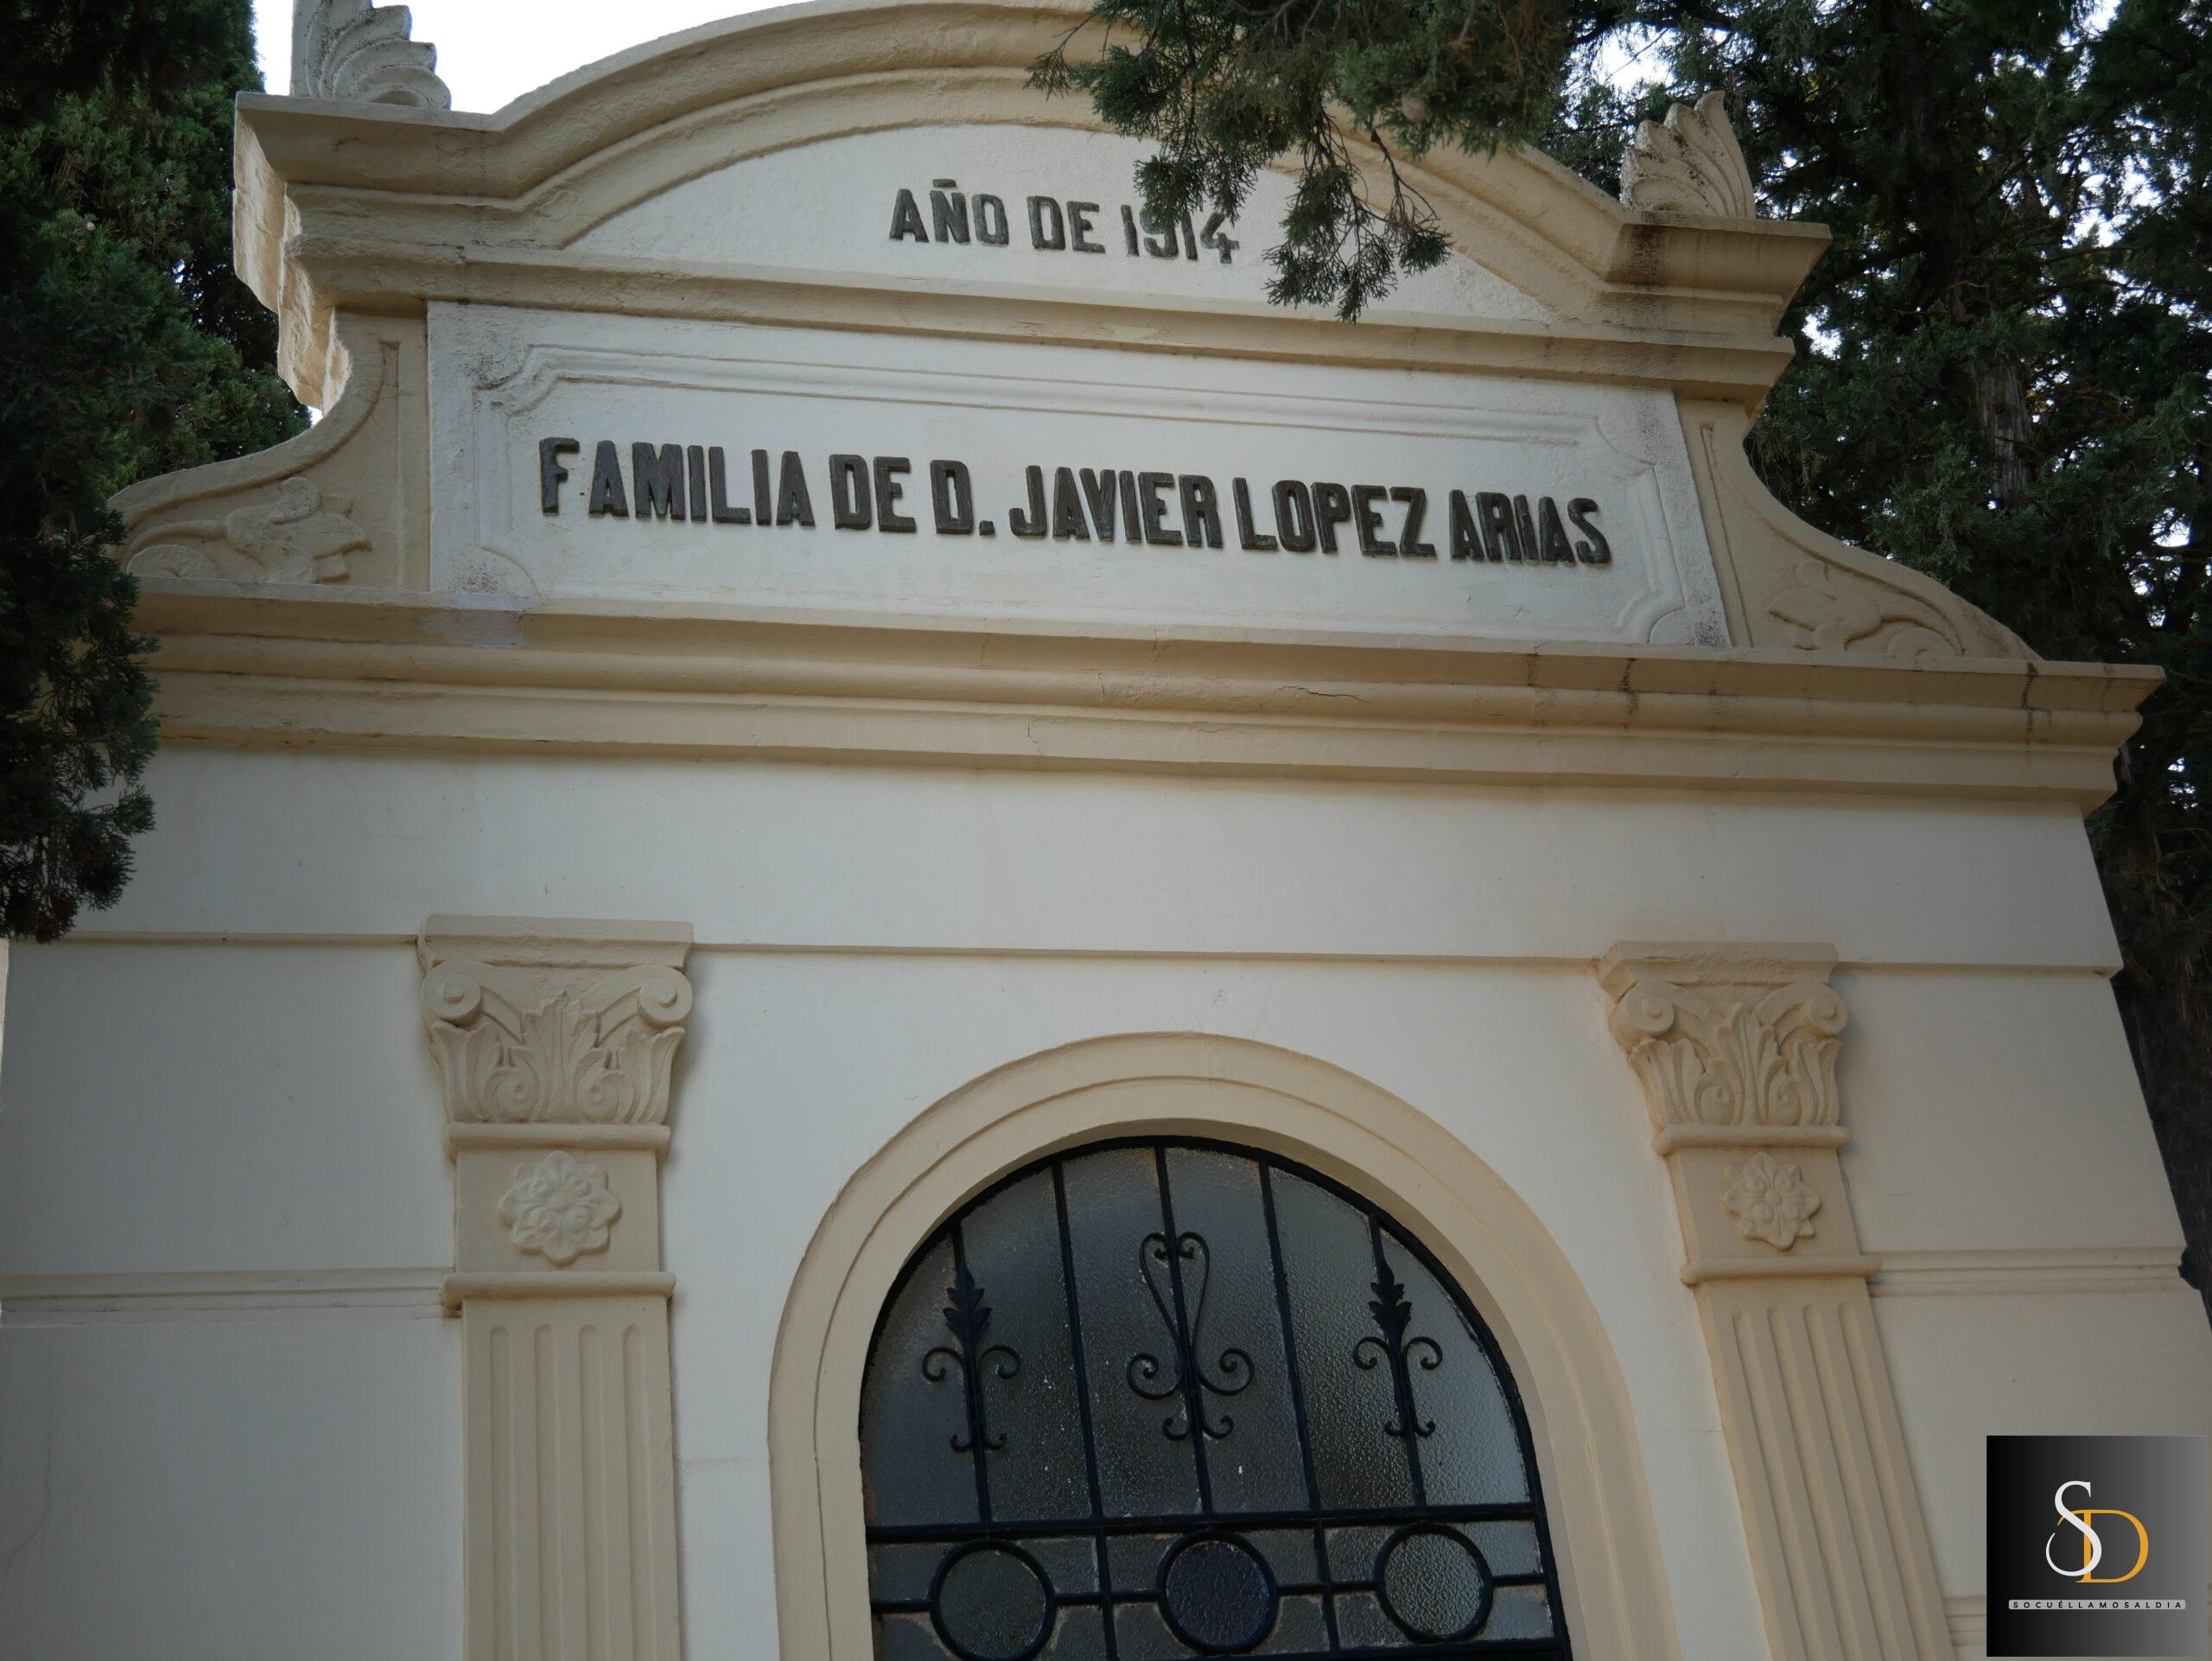 AÑO DE 1914
FAMILIA DE D. JAVIER LOPEZ ARIAS
SD
SOCUÉLLAMOSALDIA